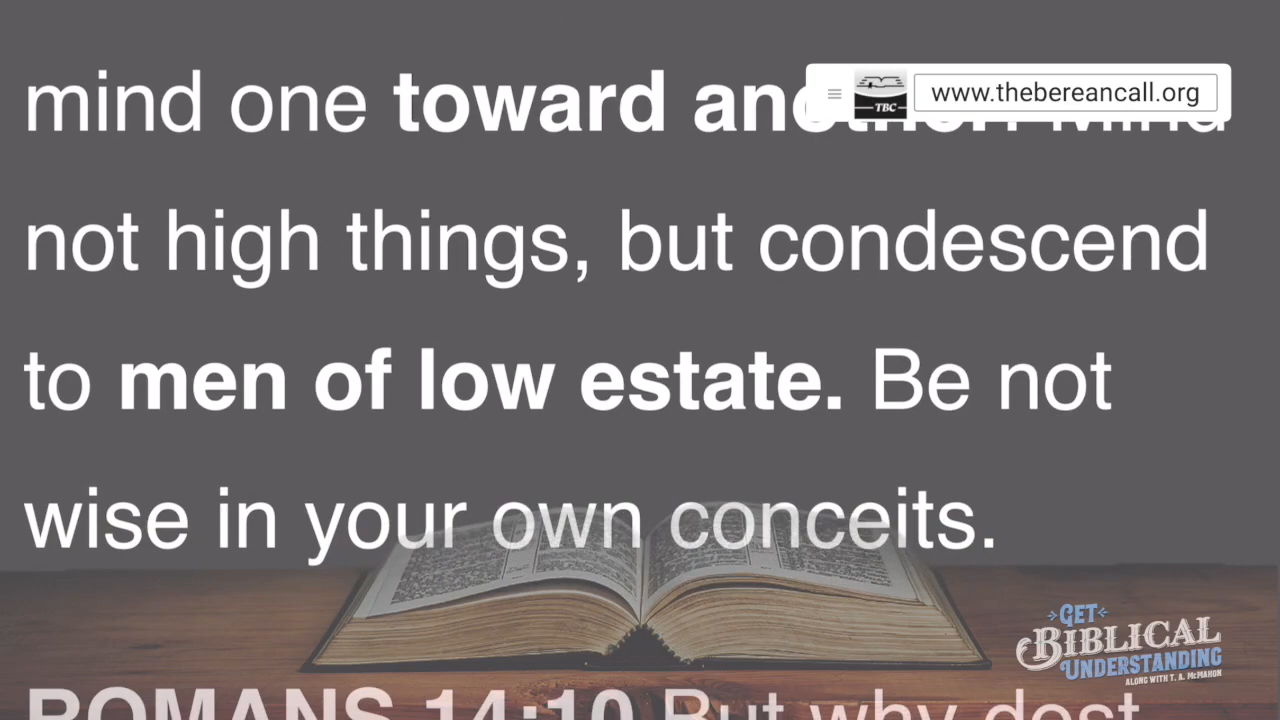 mind one toward another. Mind
www.thebereancall.org
TBC
not high things, but condescend
to men of low estate. Be not
wise in your own conceits.
GET
BIBLICAL
UNDERSTANDING
ALONG WITH T. A. McMAHON
ROMANS 14:10 But why dost